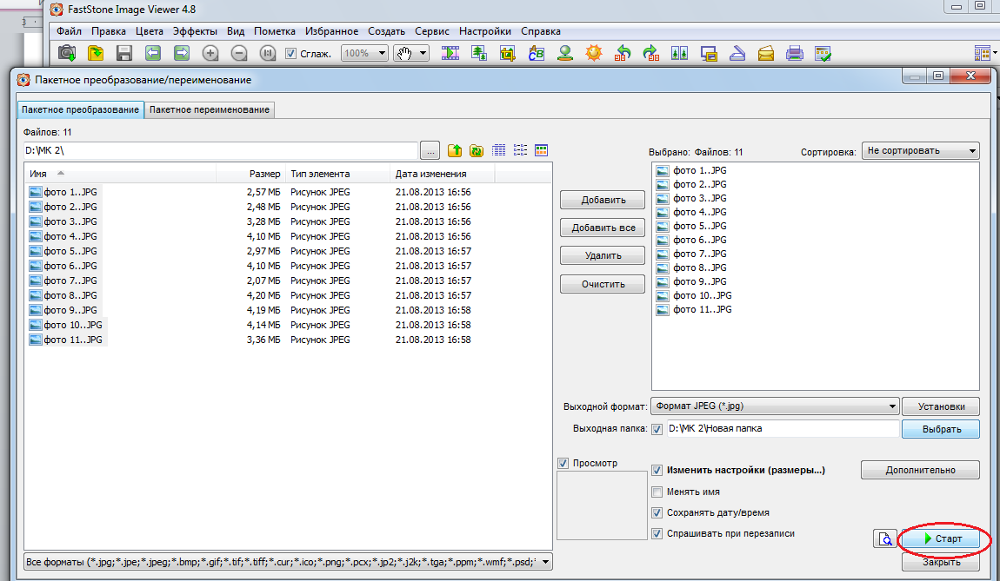 FastStone Image Viewer 4.8
Файл Правка Цвета Эффекты Вид Пометка Избранное Создать Сервис Настройки Справка
Сглаж. 100%
Пакетное преобразование/переименование
Пакетное преобразование Пакетное переименование
Файлов: 11
D:\МК 2\ ...
Выбрано: Файлов: 11 Сортировка: Не сортировать
Имя Размер Тип элемента Дата изменения
фото 1..JPG 2,57 МБ Рисунок JPEG 21.08.2013 16:56
фото 2..JPG 2,48 МБ Рисунок JPEG 21.08.2013 16:56
фото 3..JPG 3,28 МБ Рисунок JPEG 21.08.2013 16:56
фото 4..JPG 4,10 МБ Рисунок JPEG 21.08.2013 16:56
фото 5..JPG 2,97 МБ Рисунок JPEG 21.08.2013 16:57
фото 6..JPG 4,10 МБ Рисунок JPEG 21.08.2013 16:57
фото 7..JPG 2,07 МБ Рисунок JPEG 21.08.2013 16:57
фото 8..JPG 4,20 МБ Рисунок JPEG 21.08.2013 16:57
фото 9..JPG 4,19 МБ Рисунок JPEG 21.08.2013 16:58
фото 10..JPG 4,14 МБ Рисунок JPEG 21.08.2013 16:58
фото 11..JPG 3,36 МБ Рисунок JPEG 21.08.2013 16:58
Все форматы (*.jpg;*.jpe;*.jpeg;*.bmp;*.gif;*.tif;*.tiff;*.cur;*.ico;*.png;*.pcx;*.jp2;*.j2k;*.tga;*.ppm;*.wmf;*.psd;
Добавить
Добавить все
Удалить
Очистить
фото 1..JPG
фото 2..JPG
фото 3..JPG
фото 4..JPG
фото 5..JPG
фото 6..JPG
фото 7..JPG
фото 8..JPG
фото 9..JPG
фото 10..JPG
фото 11..JPG
Выходной формат: Формат JPEG (*.jpg) Установки
Выходная папка: D:\МК 2\Новая папка Выбрать
Просмотр
Изменить настройки (размеры...) Дополнительно
Менять имя
Сохранять дату/время
Спрашивать при перезаписи
Старт
Закрыть